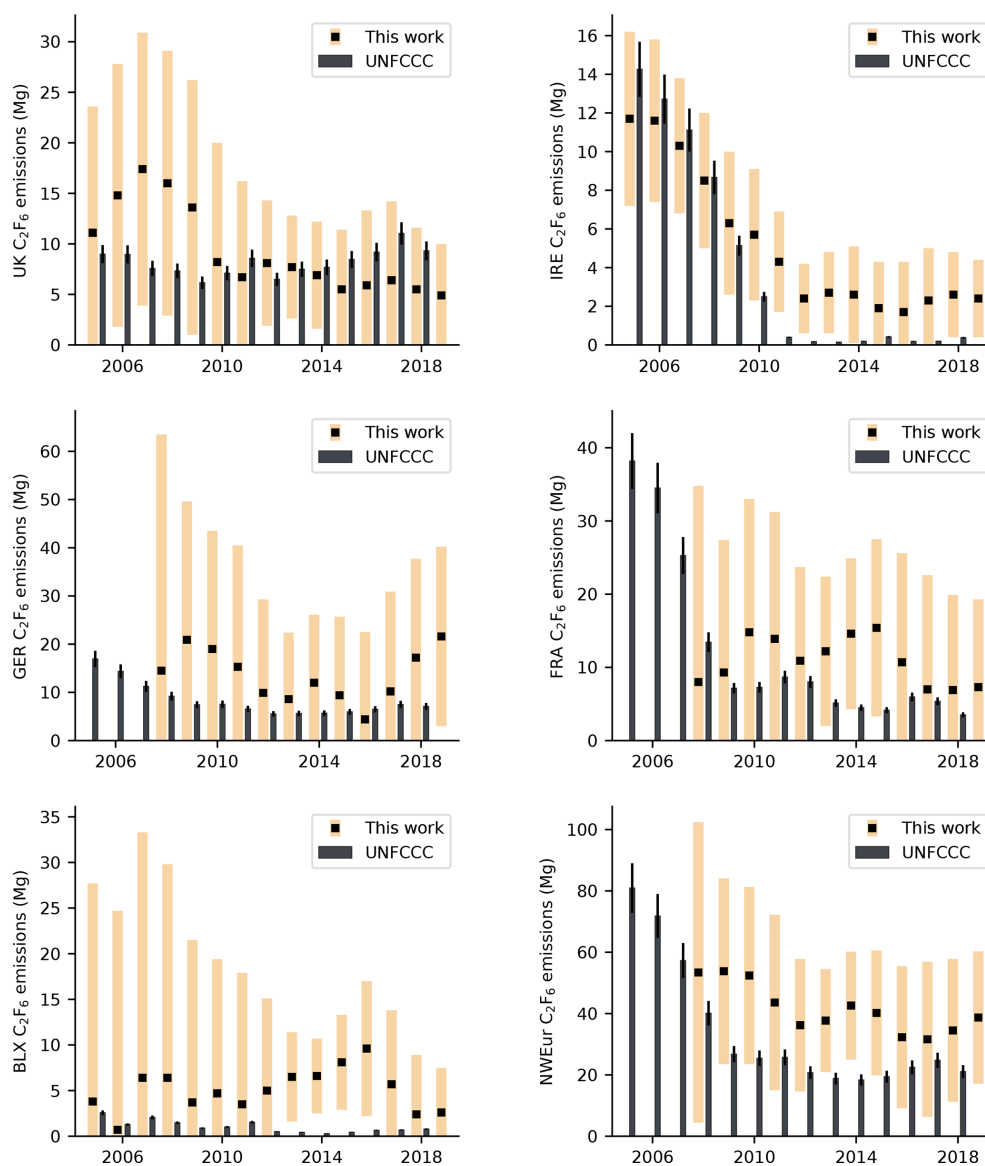 UK C₂F₆ emissions (Mg)
30
25
20
15
10
5
0
This work
UNFCCC
2006 2010 2014 2018
IRE C₂F₆ emissions (Mg)
16
14
12
10
8
6
4
2
0
This work
UNFCCC
2006 2010 2014 2018
GER C₂F₆ emissions (Mg)
60
50
40
30
20
10
0
This work
UNFCCC
2006 2010 2014 2018
FRA C₂F₆ emissions (Mg)
40
30
20
10
0
This work
UNFCCC
2006 2010 2014 2018
BLX C₂F₆ emissions (Mg)
35
30
25
20
15
10
5
0
This work
UNFCCC
2006 2010 2014 2018
NWEur C₂F₆ emissions (Mg)
100
80
60
40
20
0
This work
UNFCCC
2006 2010 2014 2018